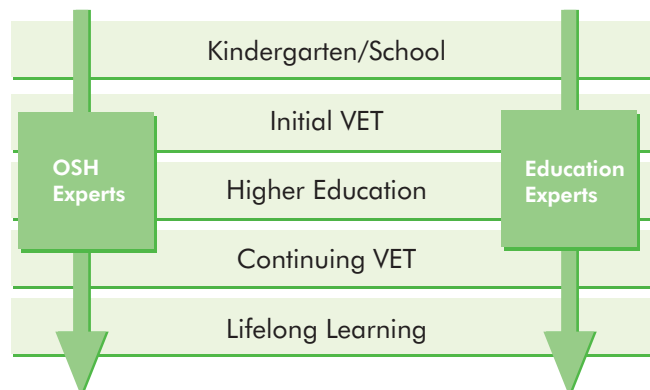 Kindergarten/School
Initial VET
OSH
Experts
Education
Experts
Higher Education
Continuing VET
Lifelong Learning